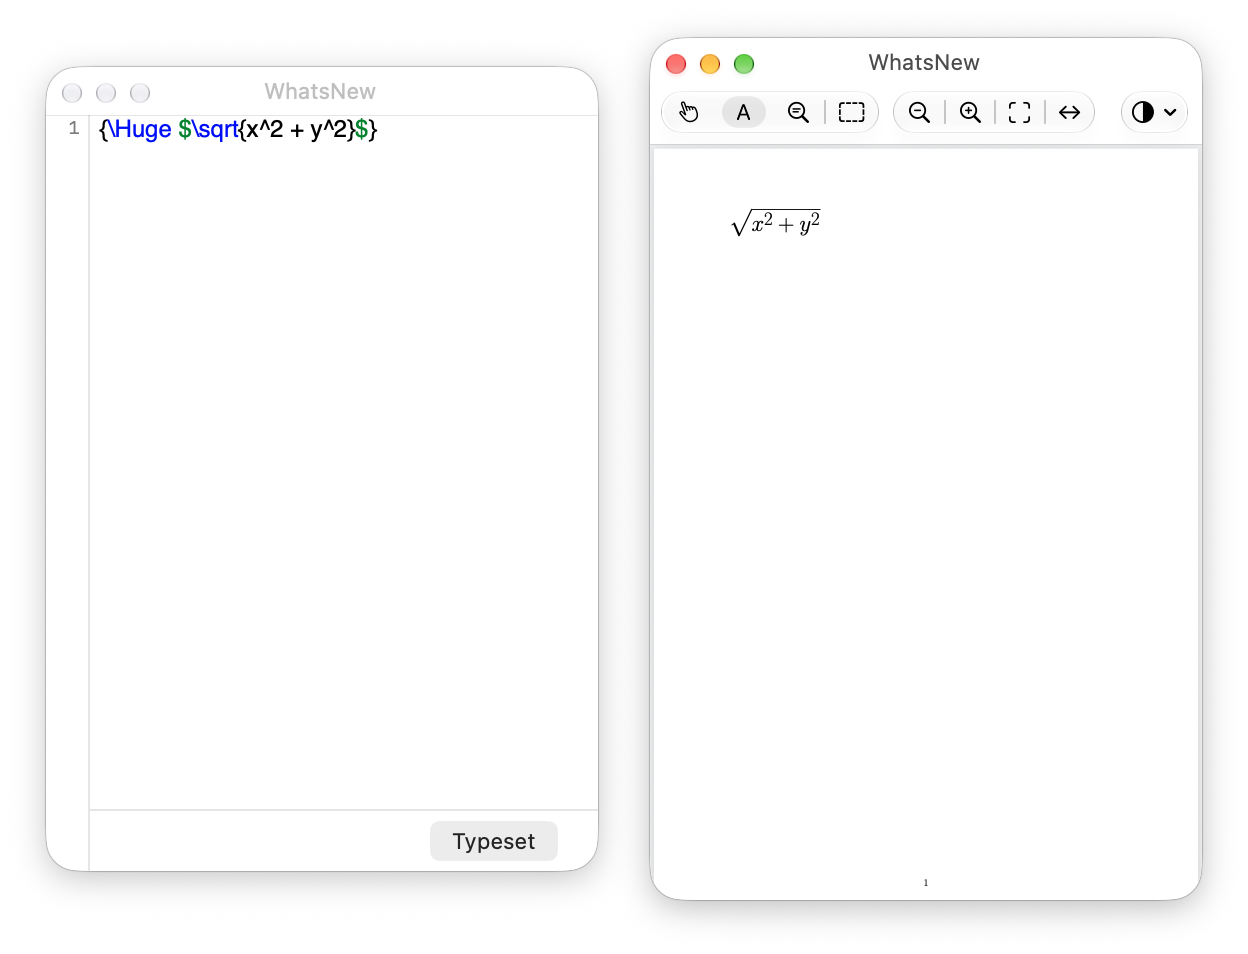 WhatsNew
1 {\Huge $\sqrt{x^2 + y^2}$}
Typeset
WhatsNew
A
√x² + y²
1